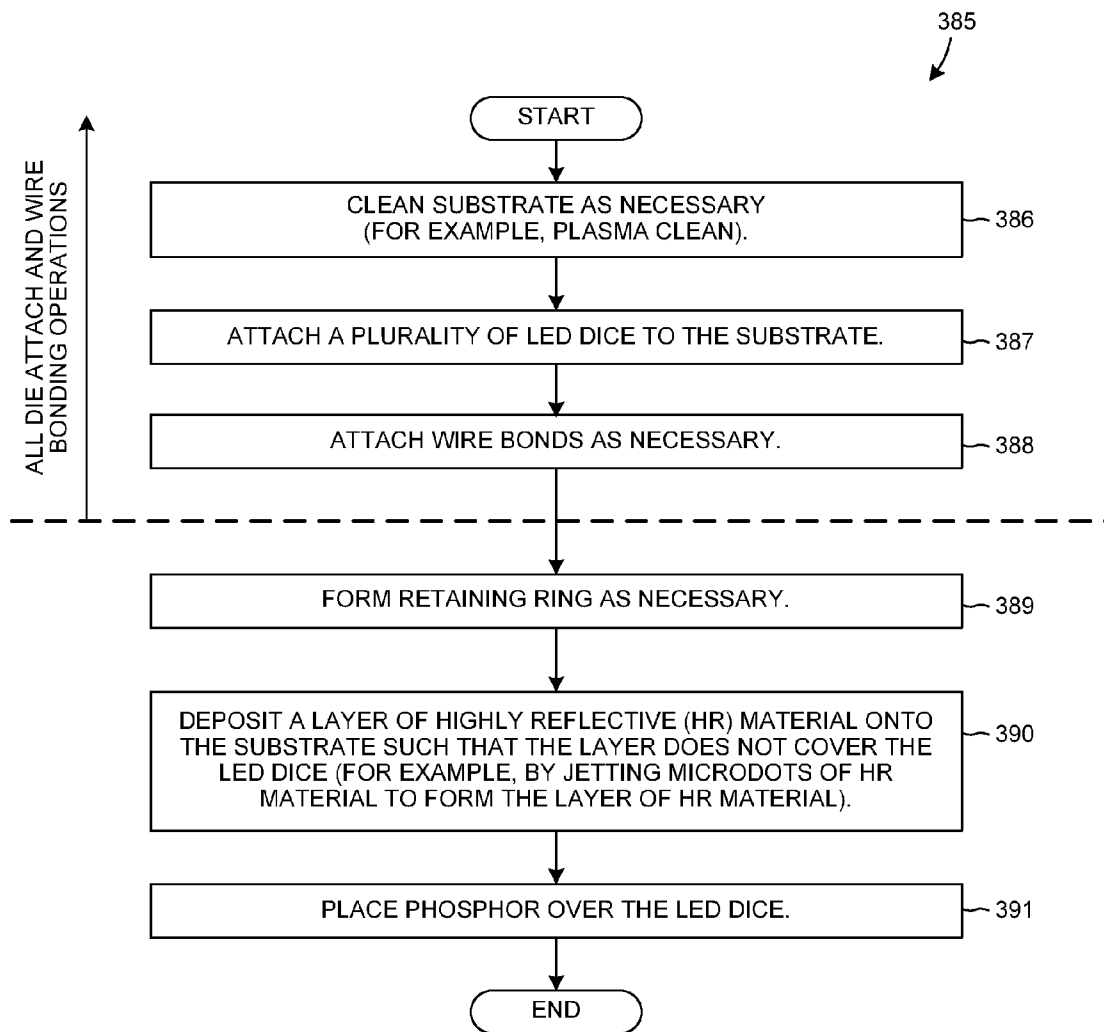 385
START
ALL DIE ATTACH AND WIRE
BONDING OPERATIONS
CLEAN SUBSTRATE AS NECESSARY
(FOR EXAMPLE, PLASMA CLEAN).
386
ATTACH A PLURALITY OF LED DICE TO THE SUBSTRATE.
387
ATTACH WIRE BONDS AS NECESSARY.
388
FORM RETAINING RING AS NECESSARY.
389
DEPOSIT A LAYER OF HIGHLY REFLECTIVE (HR) MATERIAL ONTO
THE SUBSTRATE SUCH THAT THE LAYER DOES NOT COVER THE
LED DICE (FOR EXAMPLE, BY JETTING MICRODOTS OF HR
MATERIAL TO FORM THE LAYER OF HR MATERIAL).
390
PLACE PHOSPHOR OVER THE LED DICE.
391
END